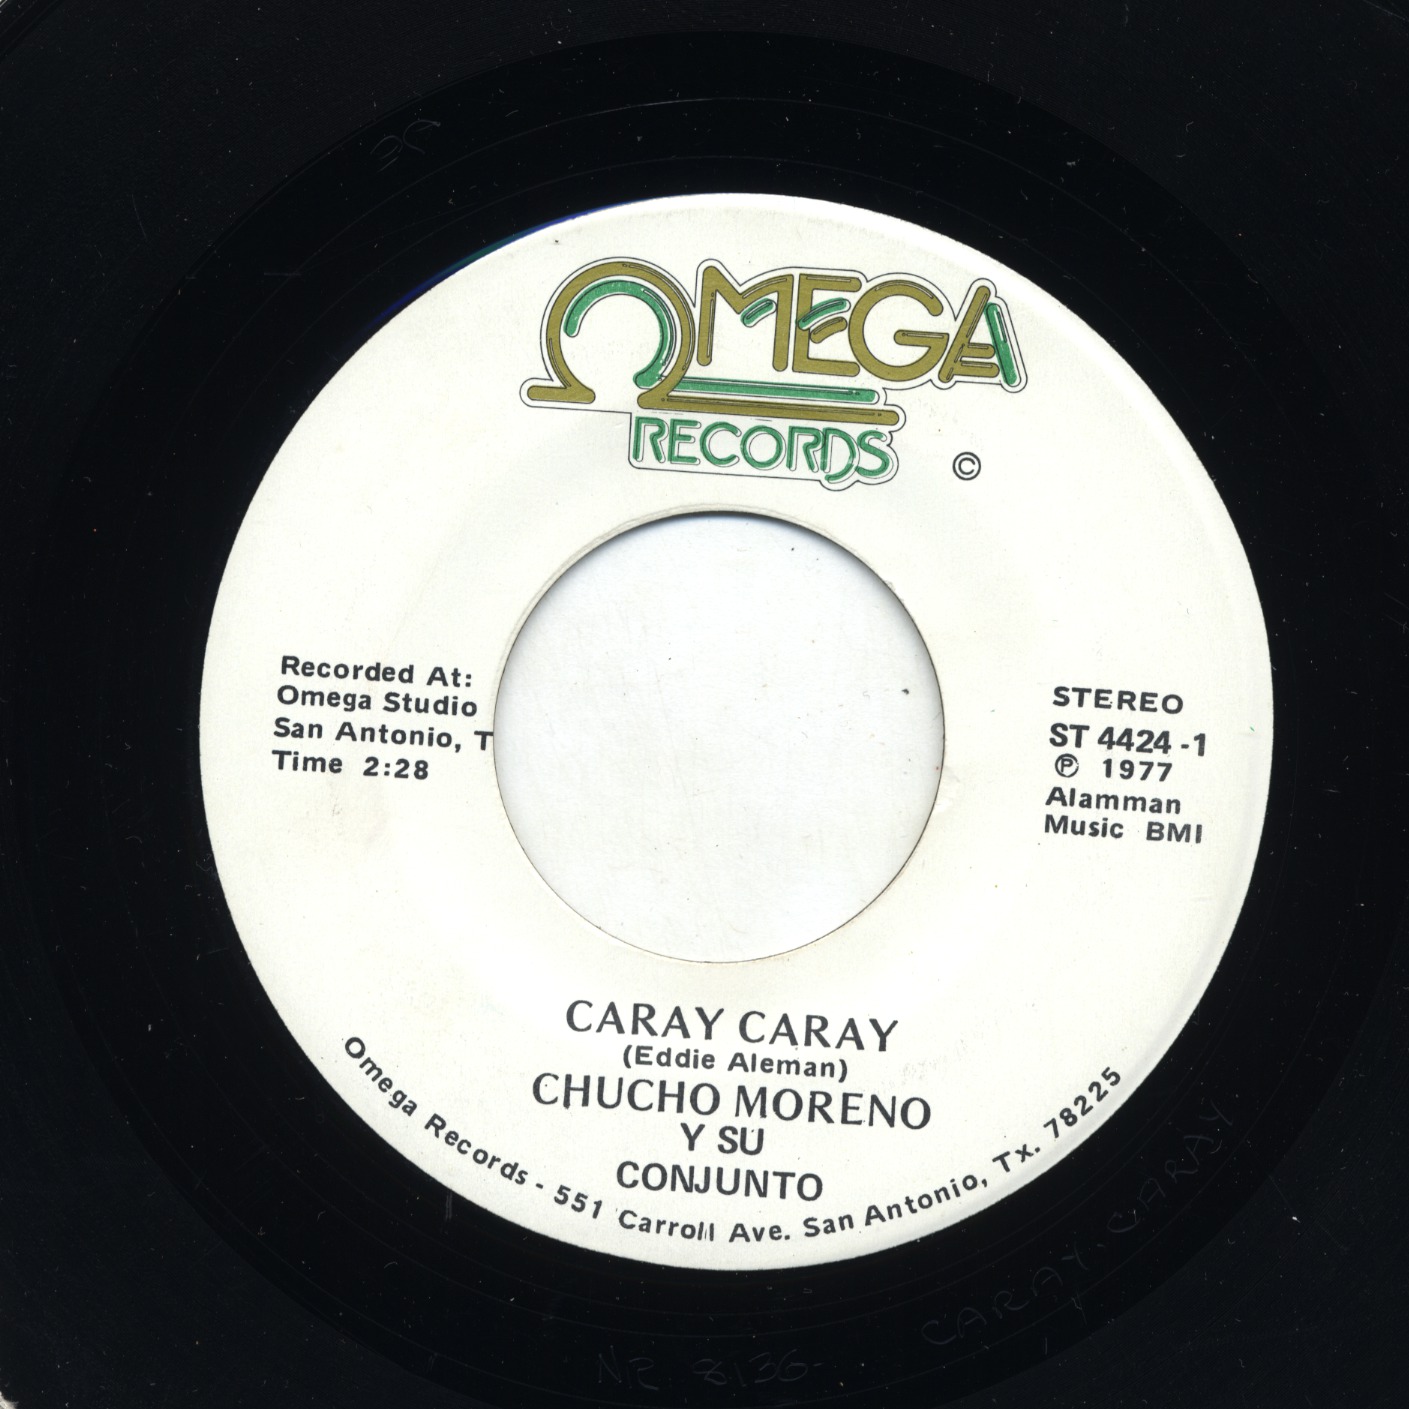 OMEGA
RECORDS
©
Recorded At:
Omega Studio
San Antonio, T
Time 2:28
STEREO
ST 4424 -1
℗ 1977
Alamman
Music BMI
CARAY CARAY
(Eddie Aleman)
CHUCHO MORENO
Y SU
CONJUNTO
Omega Records - 551 Carroll Ave. San Antonio, Tx. 78225
CARAY, CARAY